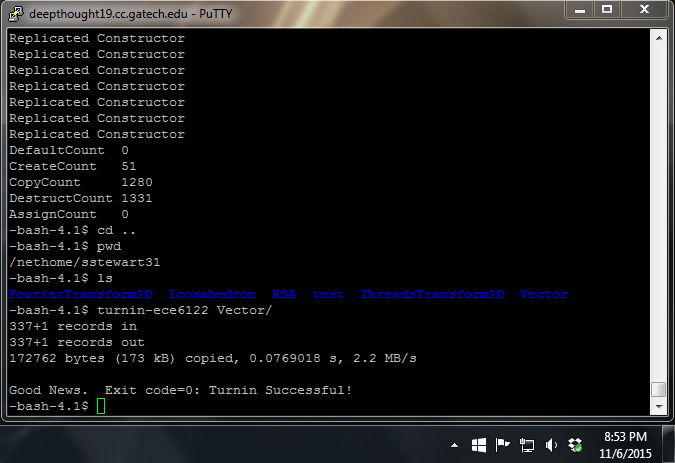 deepthought19.cc.gatech.edu - PuTTY
Replicated Constructor
Replicated Constructor
Replicated Constructor
Replicated Constructor
Replicated Constructor
Replicated Constructor
Replicated Constructor
DefaultCount  0
CreateCount   51
CopyCount     1280
DestructCount 1331
AssignCount   0
-bash-4.1$ cd ..
-bash-4.1$ pwd
/nethome/sstewart31
-bash-4.1$ ls
FourierTransform2D  Icosahedron  RSA  test  ThreadsTransform2D  Vector
-bash-4.1$ turnin-ece6122 Vector/
337+1 records in
337+1 records out
172762 bytes (173 kB) copied, 0.0769018 s, 2.2 MB/s
Good News.  Exit code=0: Turnin Successful!
-bash-4.1$
8:53 PM
11/6/2015